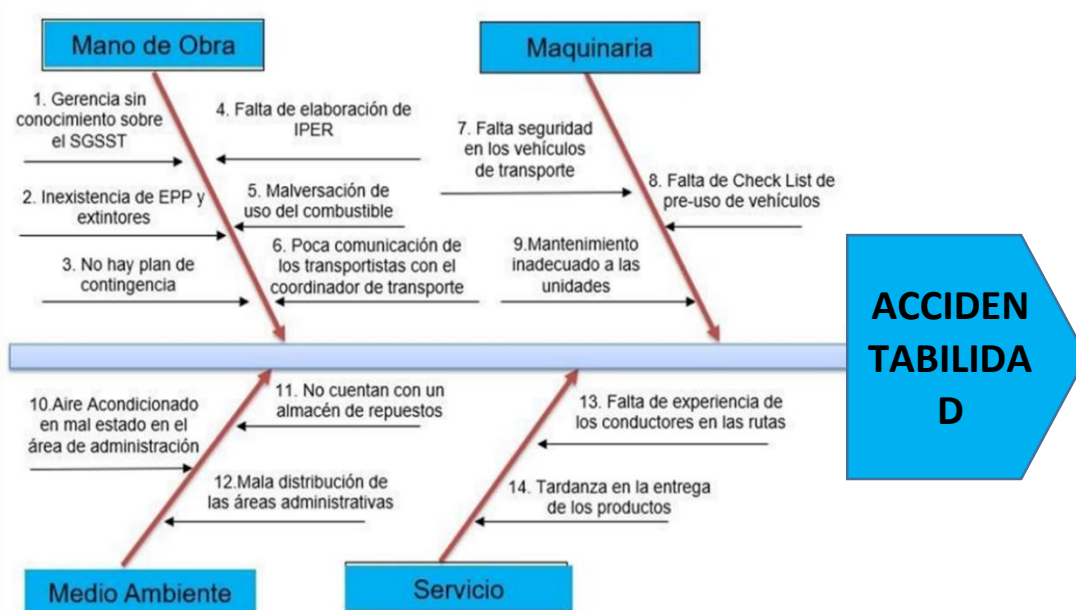 Mano de Obra
1. Gerencia sin
conocimiento sobre
el SGSST
2. Inexistencia de EPP y
extintores
3. No hay plan de
contingencia
4. Falta de elaboración de
IPER
5. Malversación de
uso del combustible
6. Poca comunicación de
los transportistas con el
coordinador de transporte
Maquinaria
7. Falta seguridad
en los vehículos
de transporte
8. Falta de Check List de
pre-uso de vehículos
9.Mantenimiento
inadecuado a las
unidades
ACCIDEN
TABILIDA
D
10.Aire Acondicionado
en mal estado en el
área de administración
11. No cuentan con un
almacén de repuestos
12.Mala distribución de
las áreas administrativas
Medio Ambiente
13. Falta de experiencia de
los conductores en las rutas
14. Tardanza en la entrega
de los productos
Servicio